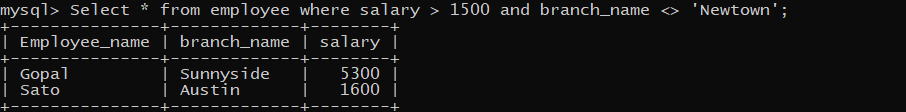 mysql> Select * from employee where salary > 1500 and branch_name <> 'Newtown';
+---------------+-------------+--------+
| Employee_name | branch_name | salary |
+---------------+-------------+--------+
| Gopal         | Sunnyside   |   5300 |
| Sato          | Austin      |   1600 |
+---------------+-------------+--------+